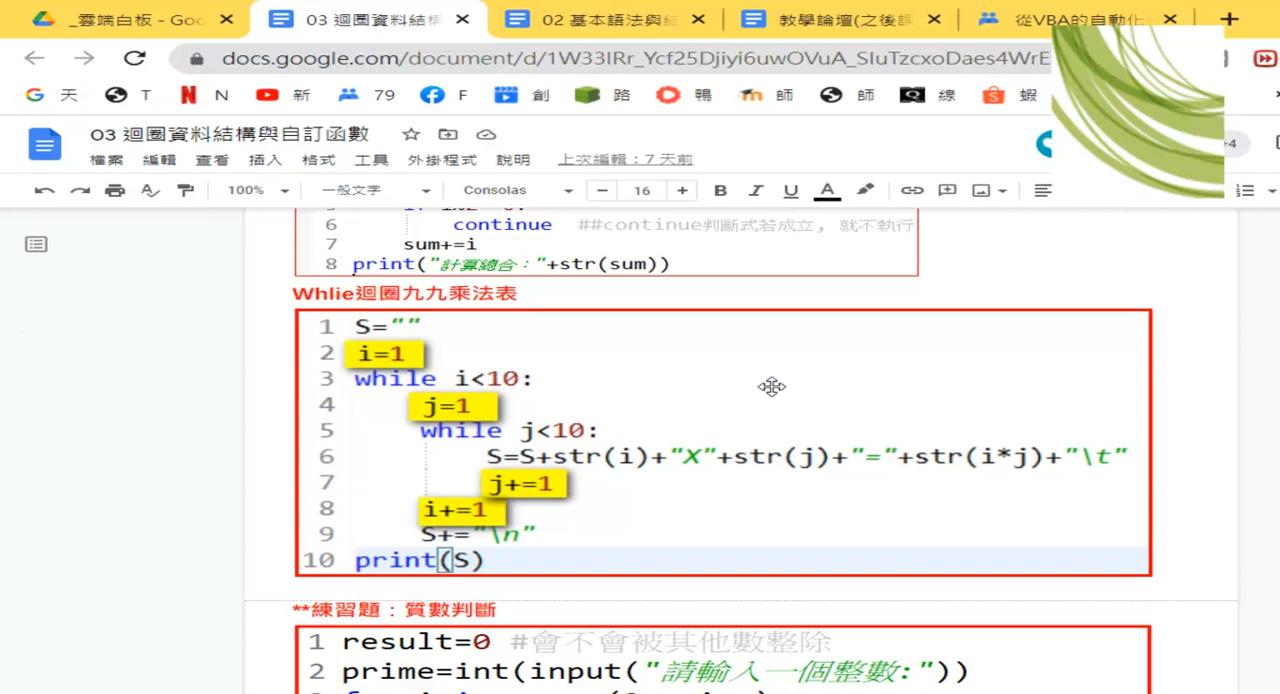 _雲端白板 - Goo
03 迴圈資料結構
02 基本語法與結
教學論壇(之後課
從VBA的自動化
docs.google.com/document/d/1W33IRr_Ycf25Djiyi6uwOVuA_SIuTzcxoDaes4WrE
天
T
N
新
79
F
創
路
鴨
師
師
線
蝦
03 迴圈資料結構與自訂函數
檔案 編輯 查看 插入 格式 工具 外掛程式 說明 上次編輯：7 天前
+4
100% 一般文字 Consolas − 16 + B I U A
6 continue ##continue判斷式若成立, 就不執行
7 sum+=i
8 print("計算總合："+str(sum))
Whlie迴圈九九乘法表
1 S=""
2 i=1
3 while i<10:
4 j=1
5 while j<10:
6 S=S+str(i)+"X"+str(j)+"="+str(i*j)+"\t"
7 j+=1
8 i+=1
9 S+="\n"
10 print(S)
**練習題：質數判斷
1 result=0 #會不會被其他數整除
2 prime=int(input("請輸入一個整數:"))